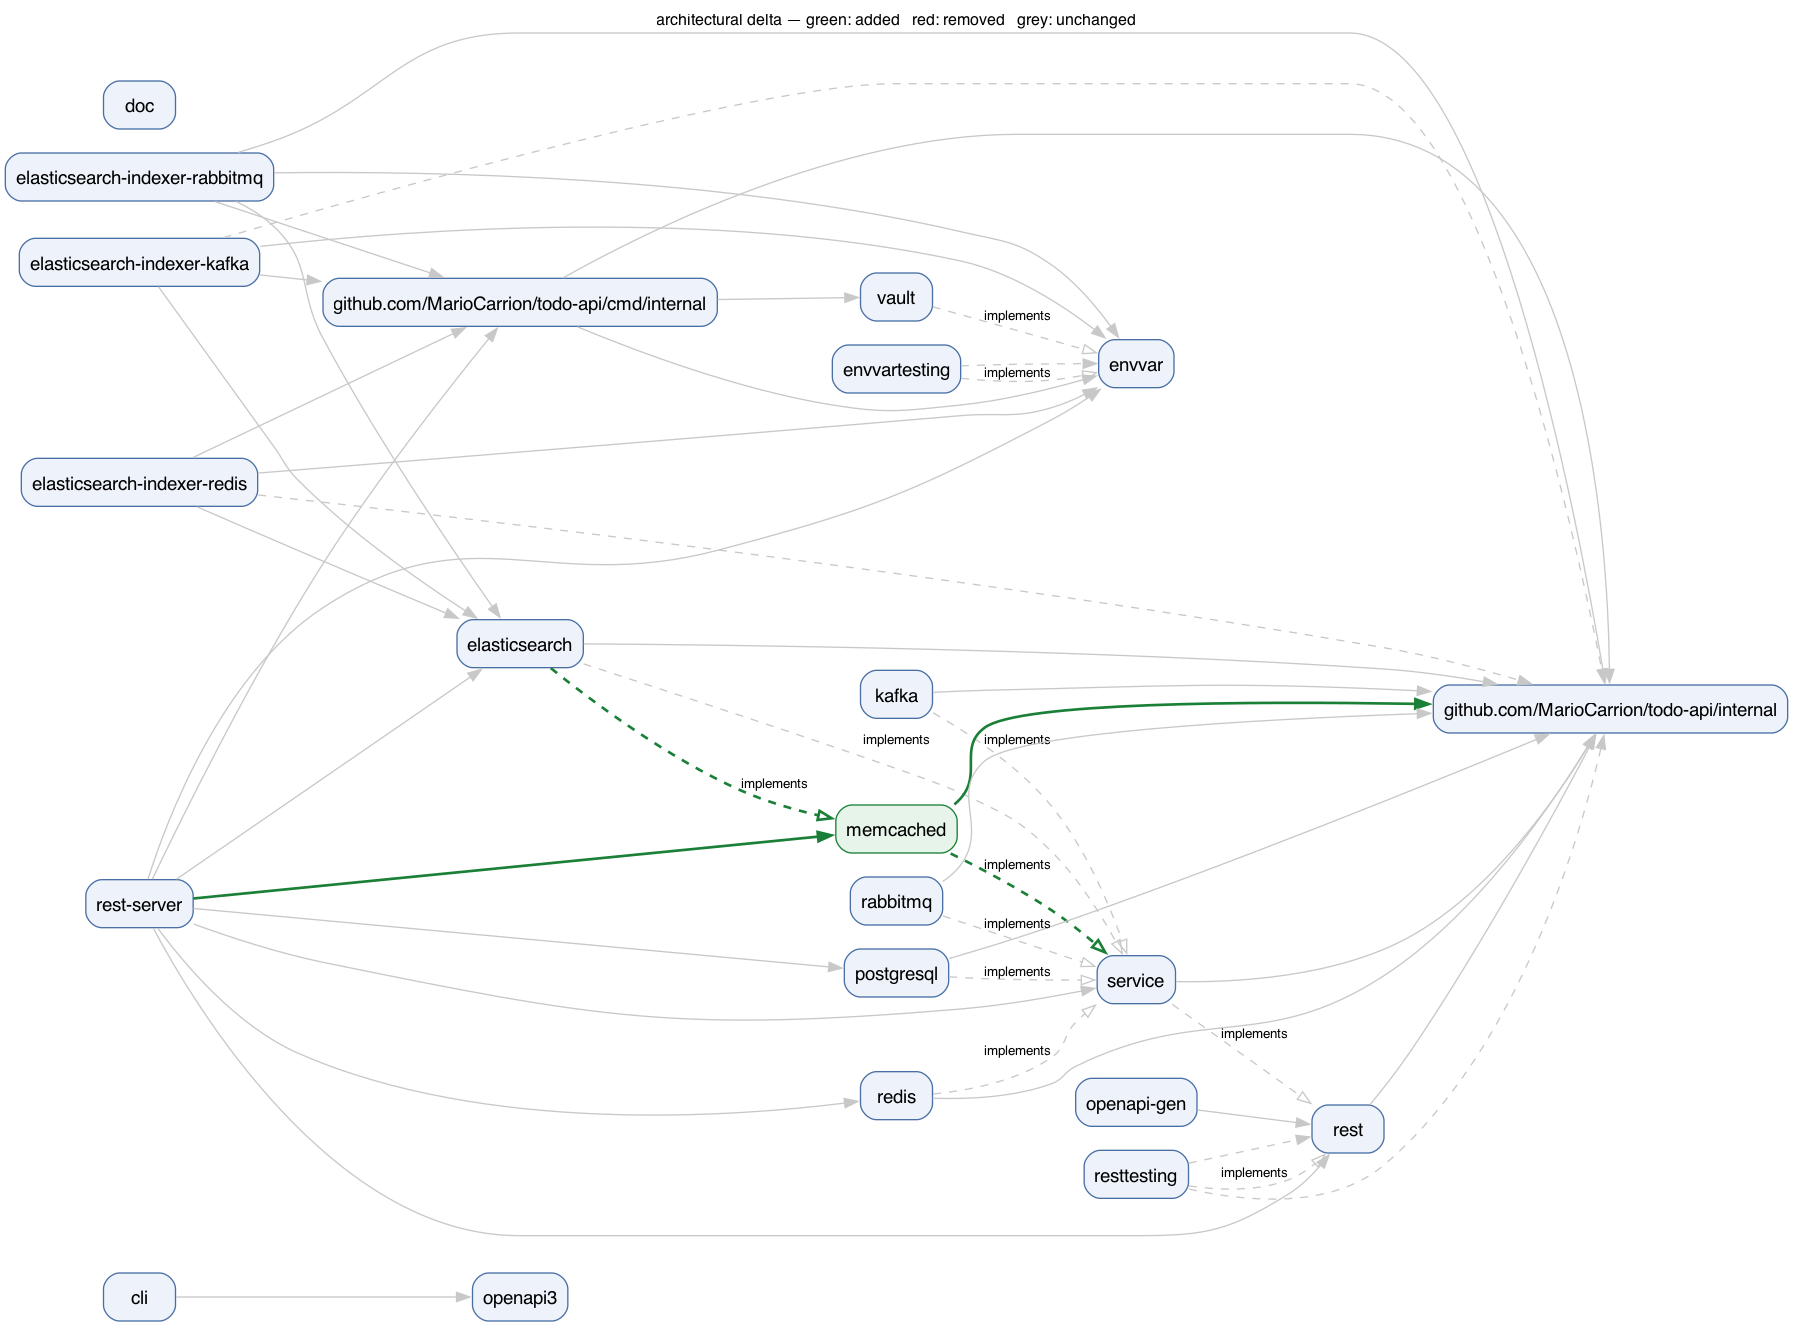 architectural delta — green: added   red: removed   grey: unchanged
doc
elasticsearch-indexer-rabbitmq
elasticsearch-indexer-kafka
github.com/MarioCarrion/todo-api/cmd/internal
vault
implements
envvartesting
implements
envvar
elasticsearch-indexer-redis
elasticsearch
kafka
implements
implements
github.com/MarioCarrion/todo-api/internal
implements
memcached
implements
rest-server
rabbitmq
implements
postgresql
implements
service
implements
implements
redis
openapi-gen
rest
resttesting
implements
cli
openapi3